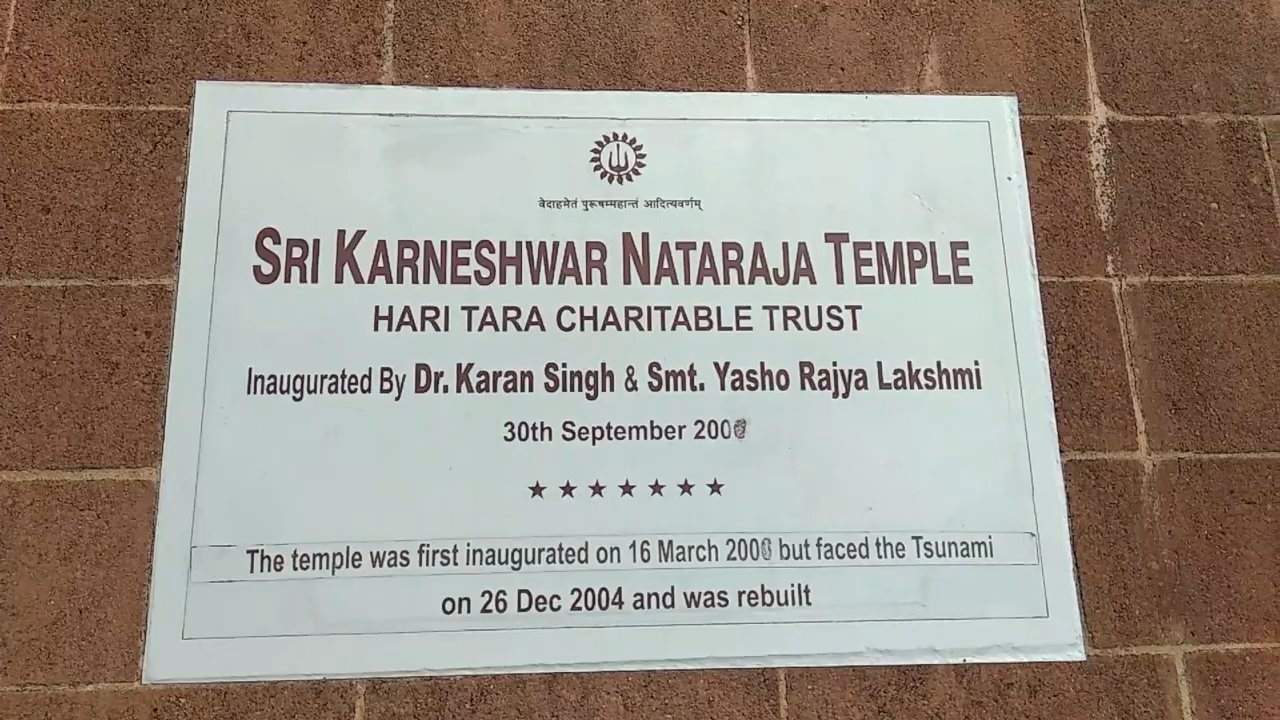 वेदाहमेतं पुरूषम्महान्तं आदित्यवर्णम्
SRI KARNESHWAR NATARAJA TEMPLE
HARI TARA CHARITABLE TRUST
Inaugurated By Dr. Karan Singh & Smt. Yasho Rajya Lakshmi
30th September
The temple was first inaugurated on 16 March but faced the Tsunami
on 26 Dec 2004 and was rebuilt